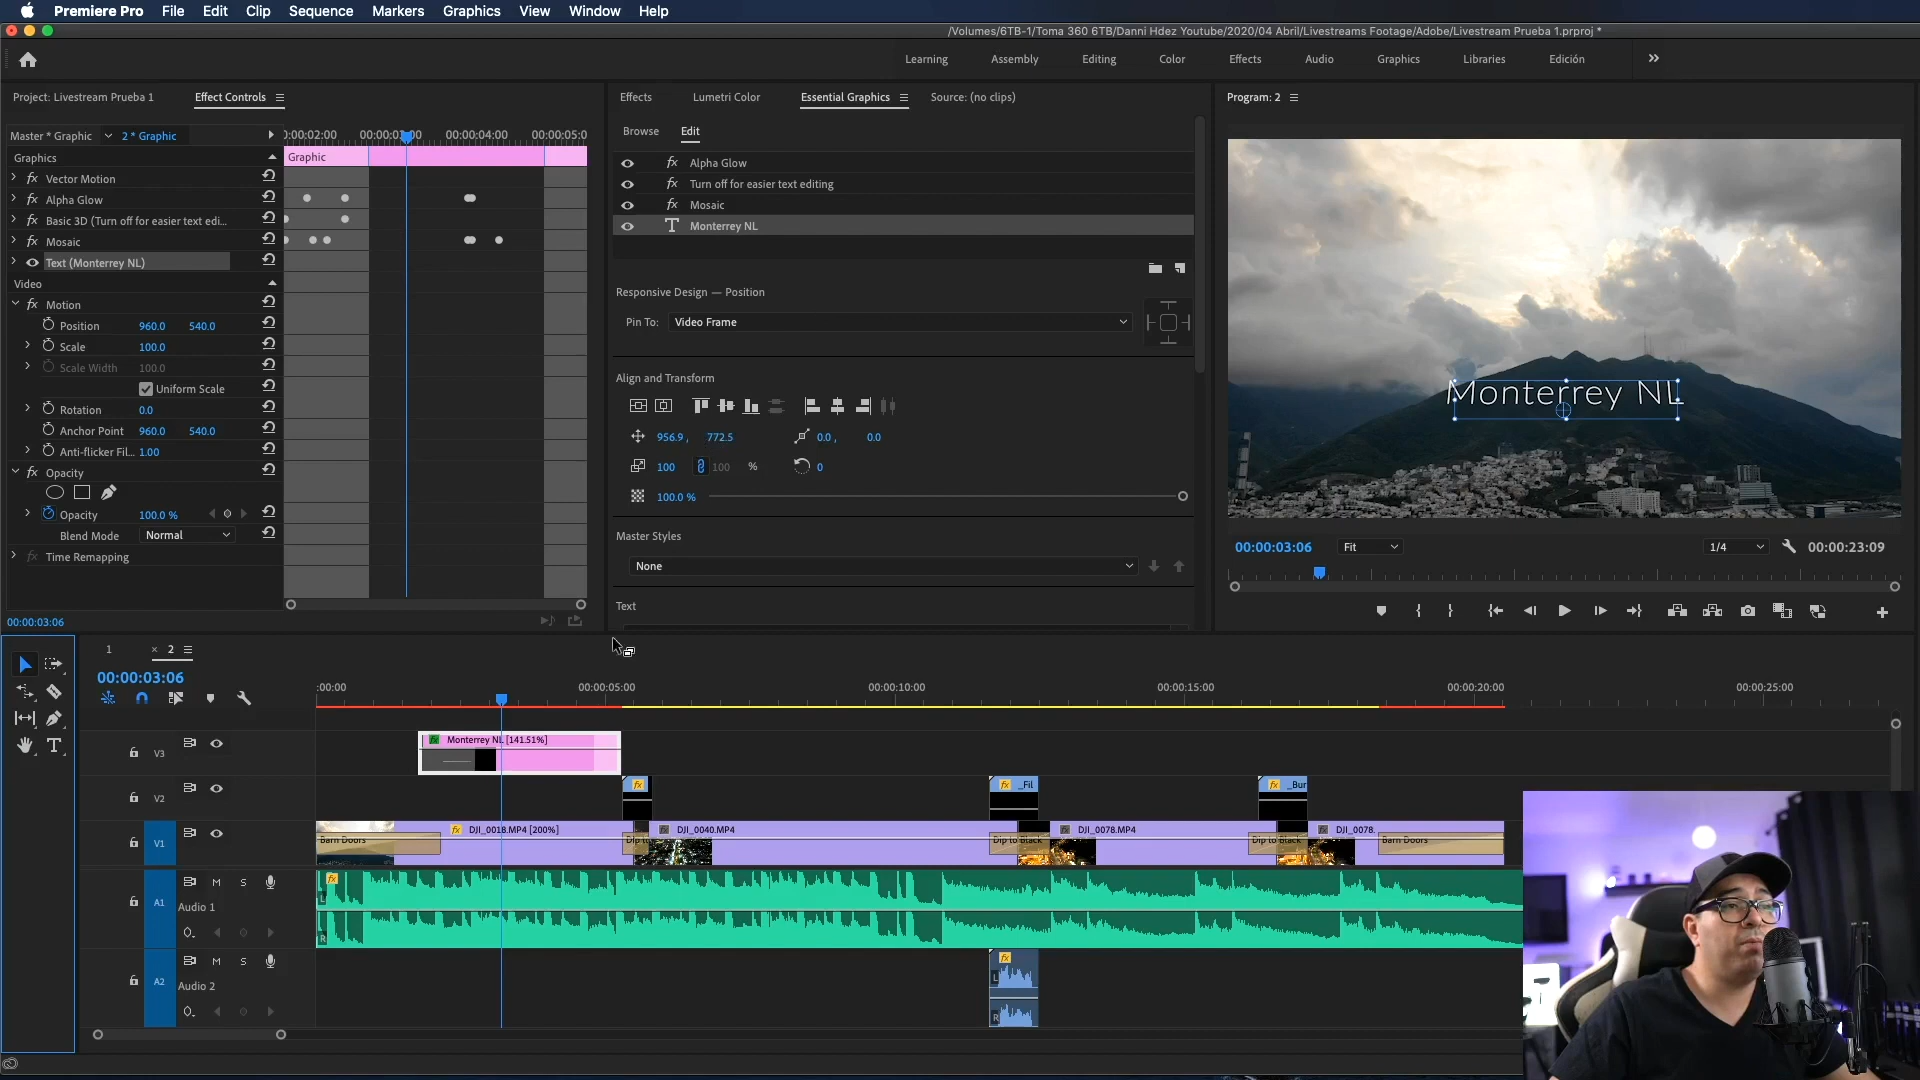 Premiere Pro File Edit Clip Sequence Markers Graphics View Window Help
/Volumes/6TB-1/Toma 360 6TB/Danni Hdez Youtube/2020/04 Abril/Livestreams Footage/Adobe/Livestream Prueba 1.prproj *
Learning Assembly Editing Color Effects Audio Graphics Libraries Edición
Project: Livestream Prueba 1 Effect Controls
Master * Graphic 2 * Graphic
0:00:02:00 00:00:04:00 00:00:05:0
Graphics
Graphic
Vector Motion
Alpha Glow
Basic 3D (Turn off for easier text edi...
Mosaic
Text (Monterrey NL)
Video
Motion
Position 960.0 540.0
Scale 100.0
Scale Width 100.0
Uniform Scale
Rotation 0.0
Anchor Point 960.0 540.0
Anti-flicker Fil... 1.00
Opacity
Opacity 100.0 %
Blend Mode Normal
Time Remapping
00:00:03:06
Effects Lumetri Color Essential Graphics Source: (no clips)
Browse Edit
Alpha Glow
Turn off for easier text editing
Mosaic
Monterrey NL
Responsive Design — Position
Pin To: Video Frame
Align and Transform
956.9 , 772.5 0.0 , 0.0
100 100 % 0
100.0 %
Master Styles
None
Text
Program: 2
Monterrey NL
00:00:03:06 Fit 1/4 00:00:23:09
1 × 2
00:00:03:06
:00:00 00:00:05:00 00:00:10:00 00:00:15:00 00:00:20:00 00:00:25:00
V3 Monterrey NL [141.51%]
V2 _Fil _Bur
V1 Barn Doors DJI_0018.MP4 [200%] Dip to DJI_0040.MP4 Dip to Black DJI_0078.MP4 Dip to Black DJI_0078. Barn Doors
A1 M S
Audio 1
L
R
A2 M S
Audio 2
L
R